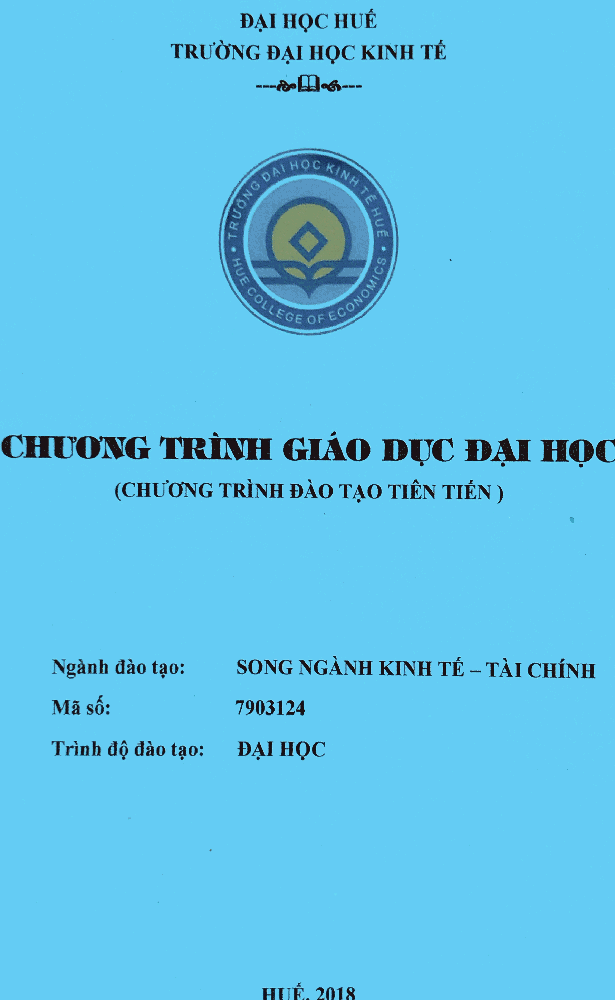 ĐẠI HỌC HUẾ
TRƯỜNG ĐẠI HỌC KINH TẾ
TRƯỜNG ĐẠI HỌC KINH TẾ HUẾ
HUE COLLEGE OF ECONOMICS
CHƯƠNG TRÌNH GIÁO DỤC ĐẠI HỌC
(CHƯƠNG TRÌNH ĐÀO TẠO TIÊN TIẾN )
Ngành đào tạo: SONG NGÀNH KINH TẾ – TÀI CHÍNH
Mã số: 7903124
Trình độ đào tạo: ĐẠI HỌC
HUẾ, 2018